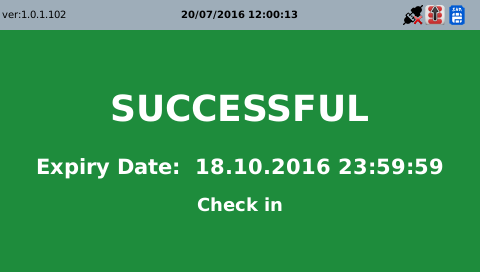 ver:1.0.1.102 20/07/2016 12:00:13
SUCCESSFUL
Expiry Date: 18.10.2016 23:59:59
Check in